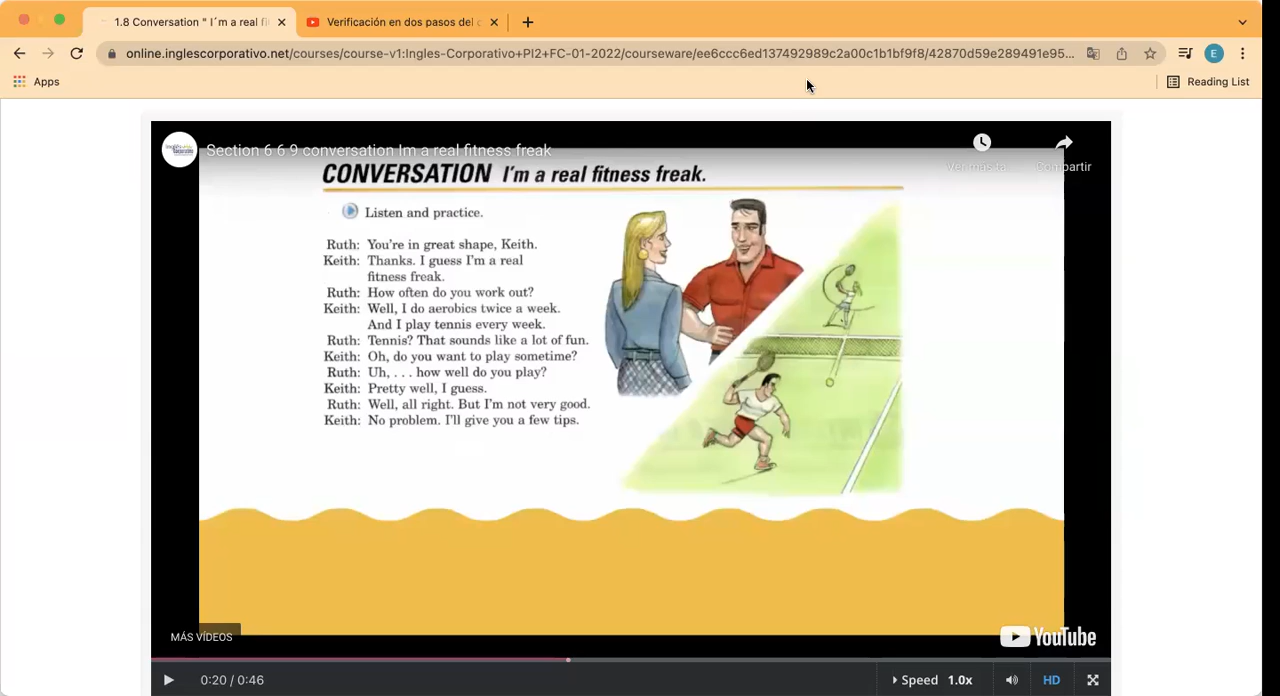 1.8 Conversation " I´m a real fi
Verificación en dos pasos del
online.inglescorporativo.net/courses/course-v1:Ingles-Corporativo+PI2+FC-01-2022/courseware/ee6ccc6ed137492989c2a00c1b1bf9f8/42870d59e289491e95...
E
Apps
Reading List
Section 6 6 9 conversation Im a real fitness freak
Ver más ta...
Compartir
CONVERSATION I'm a real fitness freak.
Listen and practice.
Ruth: You're in great shape, Keith.
Keith: Thanks. I guess I'm a real
fitness freak.
Ruth: How often do you work out?
Keith: Well, I do aerobics twice a week.
And I play tennis every week.
Ruth: Tennis? That sounds like a lot of fun.
Keith: Oh, do you want to play sometime?
Ruth: Uh, . . . how well do you play?
Keith: Pretty well, I guess.
Ruth: Well, all right. But I'm not very good.
Keith: No problem. I'll give you a few tips.
MÁS VÍDEOS
YouTube
0:20 / 0:46
Speed 1.0x
HD